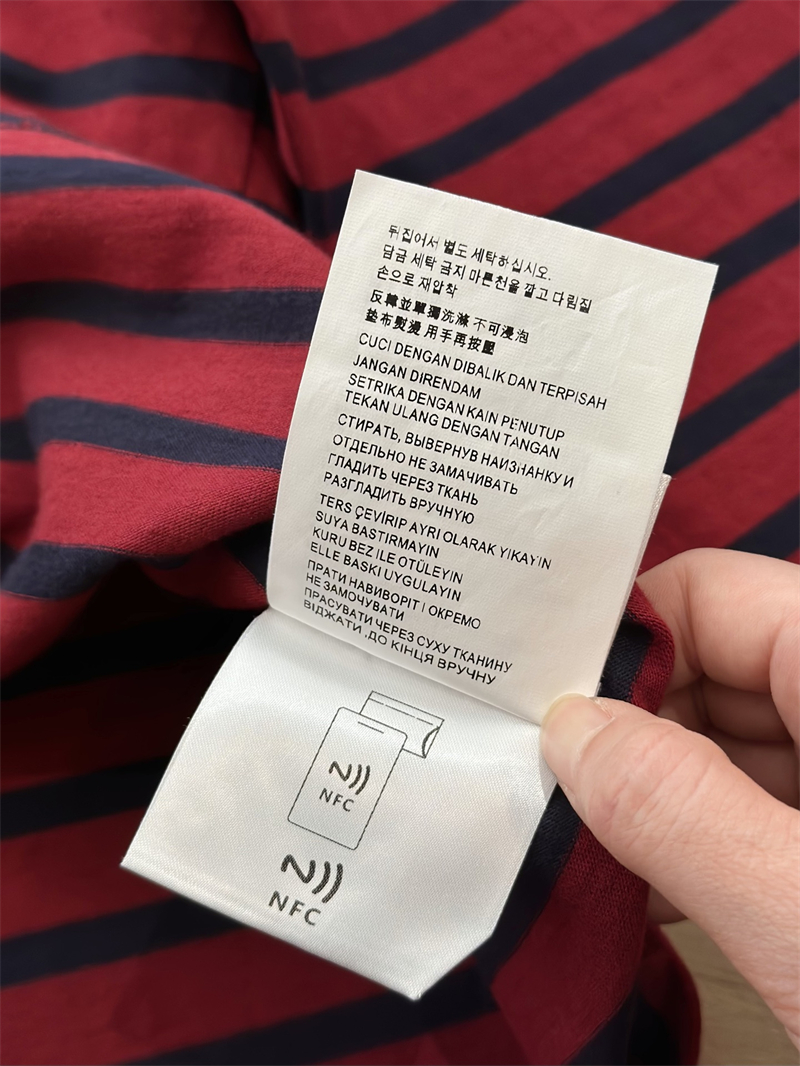 뒤집어서 별도 세탁하십시오.
담금 세탁 금지 마른천을 깔고 다림질
손으로 재압착
反轉並單獨洗滌 不可浸泡
墊布熨燙 用手再按壓
CUCI DENGAN DIBALIK DAN TERPISAH
JANGAN DIRENDAM
SETRIKA DENGAN KAIN PENUTUP
TEKAN ULANG DENGAN TANGAN
СТИРАТЬ, ВЫВЕРНУВ НАИЗНАНКУ И
ОТДЕЛЬНО НЕ ЗАМАЧИВАТЬ
ГЛАДИТЬ ЧЕРЕЗ ТКАНЬ
РАЗГЛАДИТЬ ВРУЧНУЮ
TERS ÇEVİRİP AYRI OLARAK YIKAYIN
SUYA BASTIRMAYIN
KURU BEZ ILE OTÜLEYIN
ELLE BASKI UYGULAYIN
ПРАТИ НАВИВОРІТ І ОКРЕМО
НЕ ЗАМОЧУВАТИ
ПРАСУВАТИ ЧЕРЕЗ СУХУ ТКАНИНУ
ВІДЖАТИ ,ДО КІНЦЯ ВРУЧНУ
NFC
NFC